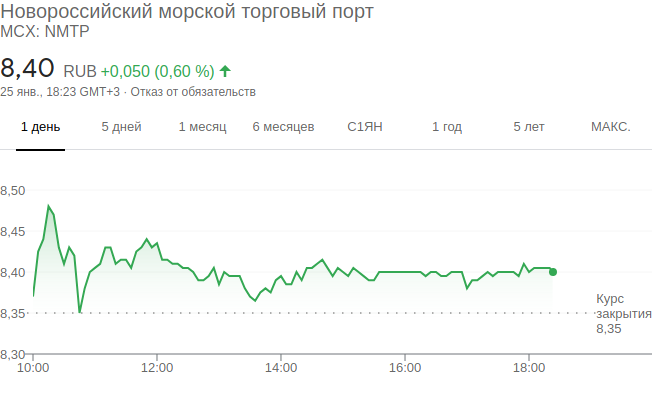 Новороссийский морской торговый порт
MCX: NMTP
8,40 RUB +0,050 (0,60 %)
25 янв., 18:23 GMT+3 · Отказ от обязательств
1 день 5 дней 1 месяц 6 месяцев С1ЯН 1 год 5 лет МАКС.
8,50
8,45
8,40
8,35
8,30
Курс
закрытия
8,35
10:00 12:00 14:00 16:00 18:00